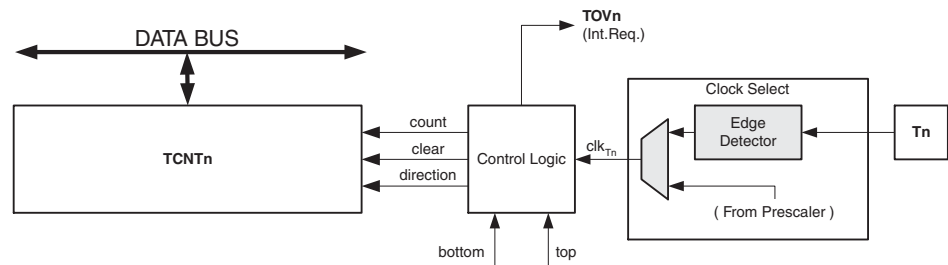 TOVn
(Int.Req.)
DATA BUS
Clock Select
TCNTn
count
clear
direction
Control Logic
clkTn
Edge
Detector
Tn
( From Prescaler )
bottom
top